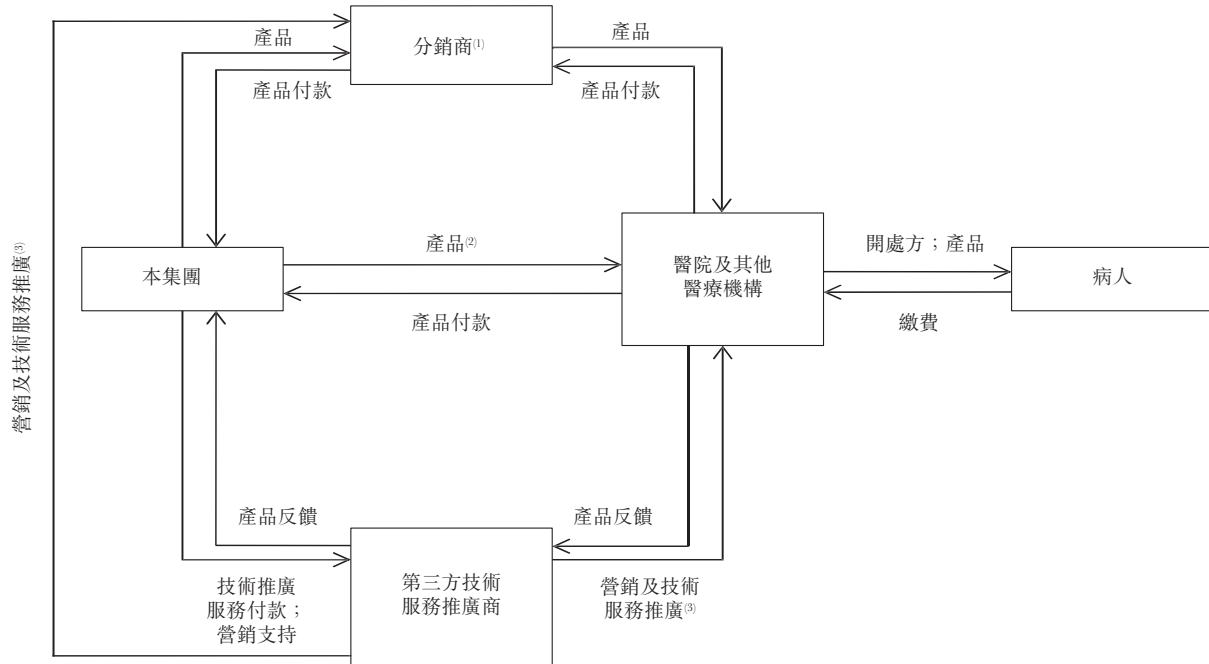 產品
分銷商(1)
產品
產品付款
產品付款
營銷及技術服務推廣(3)
本集團
產品(2)
產品付款
醫院及其他
醫療機構
開處方；產品
繳費
病人
產品反饋
產品反饋
技術推廣
服務付款；
營銷支持
第三方技術
服務推廣商
營銷及技術
服務推廣(3)